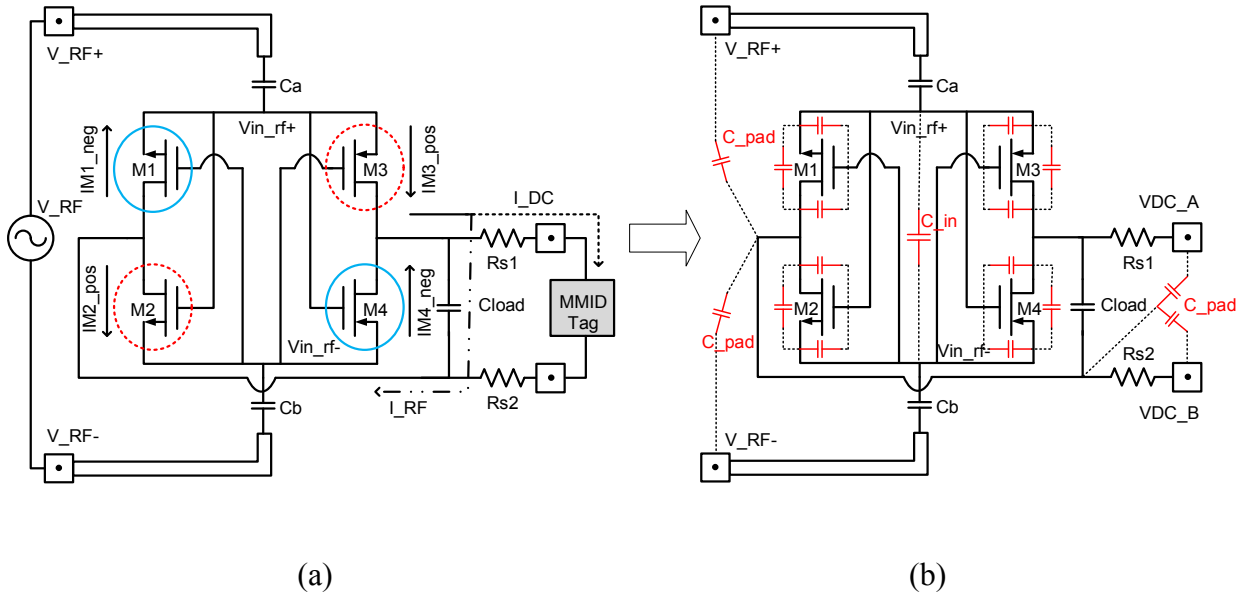 V_RF+
Ca
Vin_rf+
IM1_neg
M1
M3
IM3_pos
V_RF
I_DC
Rs1
IM2_pos
M2
M4
IM4_neg
Cload
MMID
Tag
Vin_rf-
Rs2
I_RF
Cb
V_RF-
(a)
V_RF+
Ca
C_pad
Vin_rf+
M1
M3
C_in
VDC_A
Rs1
M2
M4
Cload
C_pad
C_pad
Vin_rf-
Rs2
VDC_B
Cb
V_RF-
(b)